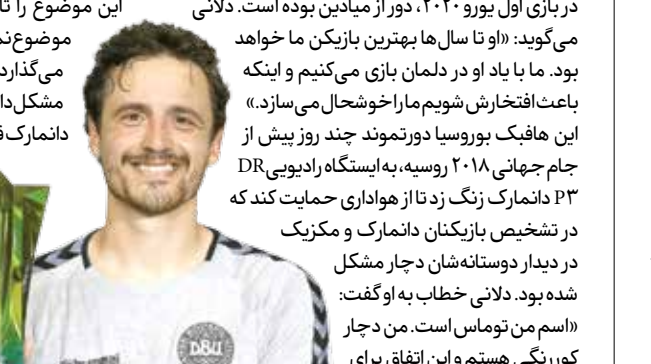 در بازی اول یورو ۲۰۲۰، دور از میادین بوده است. دلانی
می‌گوید: «او تا سال‌ها بهترین بازیکن ما خواهد
بود. ما با یاد او در دلمان بازی می‌کنیم و اینکه
باعث افتخارش شویم ما را خوشحال می‌سازد.»
این هافبک بوروسیا دورتموند چند روز پیش از
جام جهانی ۲۰۱۸ روسیه، به ایستگاه رادیویی DR
P۳ دانمارک زنگ زد تا از هواداری حمایت کند که
در تشخیص بازیکنان دانمارک و مکزیک
در دیدار دوستانه‌شان دچار مشکل
شده بود. دلانی خطاب به او گفت:
«اسم من توماس است. من دچار
کوررنگی هستم و این اتفاق برای
این موضوع را
موضوع
می‌گذارد
مشکل
دانمارک
DBU